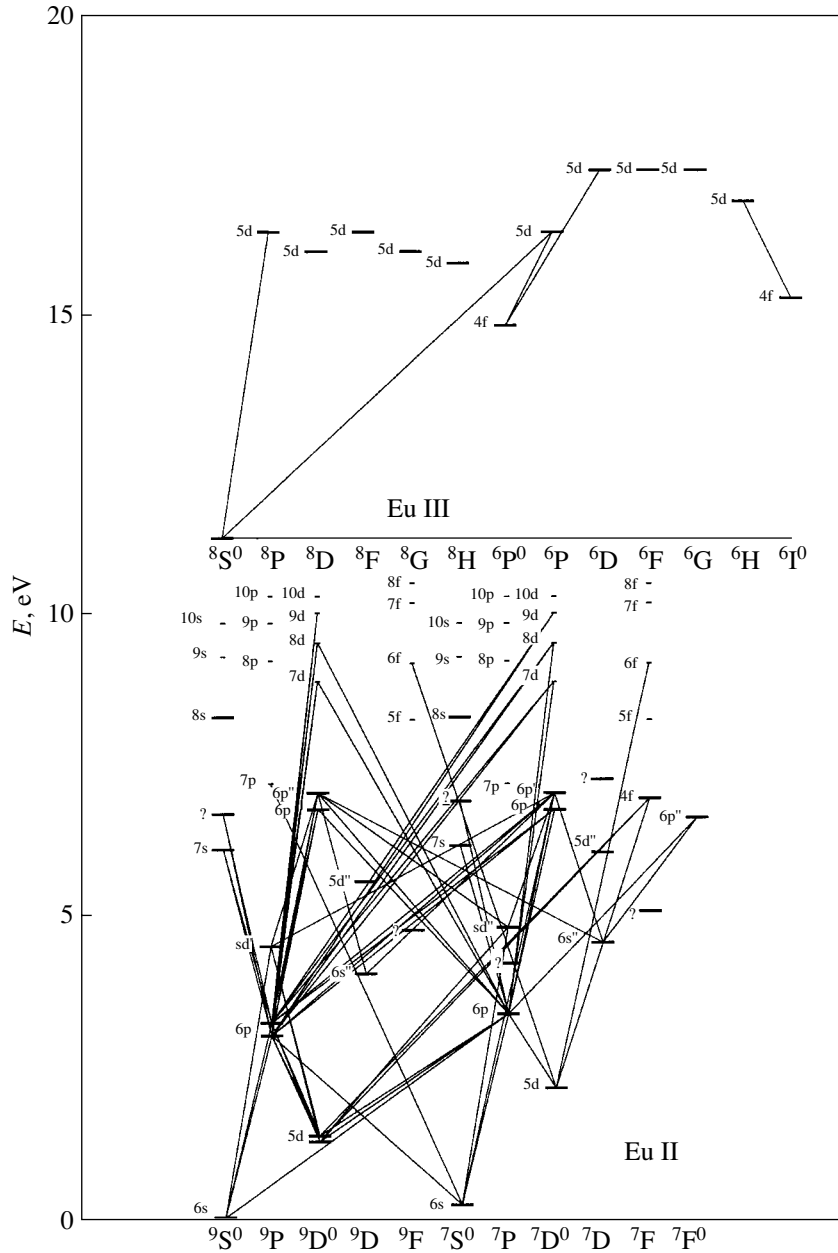 20
5d 5d 5d
5d
5d 5d 5d
5d 5d
5d
15
4f 4f
Eu III
⁸S⁰ ⁸P ⁸D ⁸F ⁸G ⁸H ⁶P⁰ ⁶P ⁶D ⁶F ⁶G ⁶H ⁶I⁰
E, eV
8f 8f
10p 10d 10p 10d
7f 7f
10
10s 9p 9d 10s 9p 9d
8d 8d
9s 8p 6f 9s 8p 6f
7d 7d
8s 5f 8s 5f
7p 7p ?
6p" 6p"
? 6p ? 6p 4f 6p"
7s 7s
5d" 5d"
5
sd" ? sd" 6s" ?
6s" ?
6p 6p
5d
5d
Eu II
6s 6s
0
⁹S⁰ ⁹P ⁹D⁰ ⁹D ⁹F ⁷S⁰ ⁷P ⁷D⁰ ⁷D ⁷F ⁷F⁰